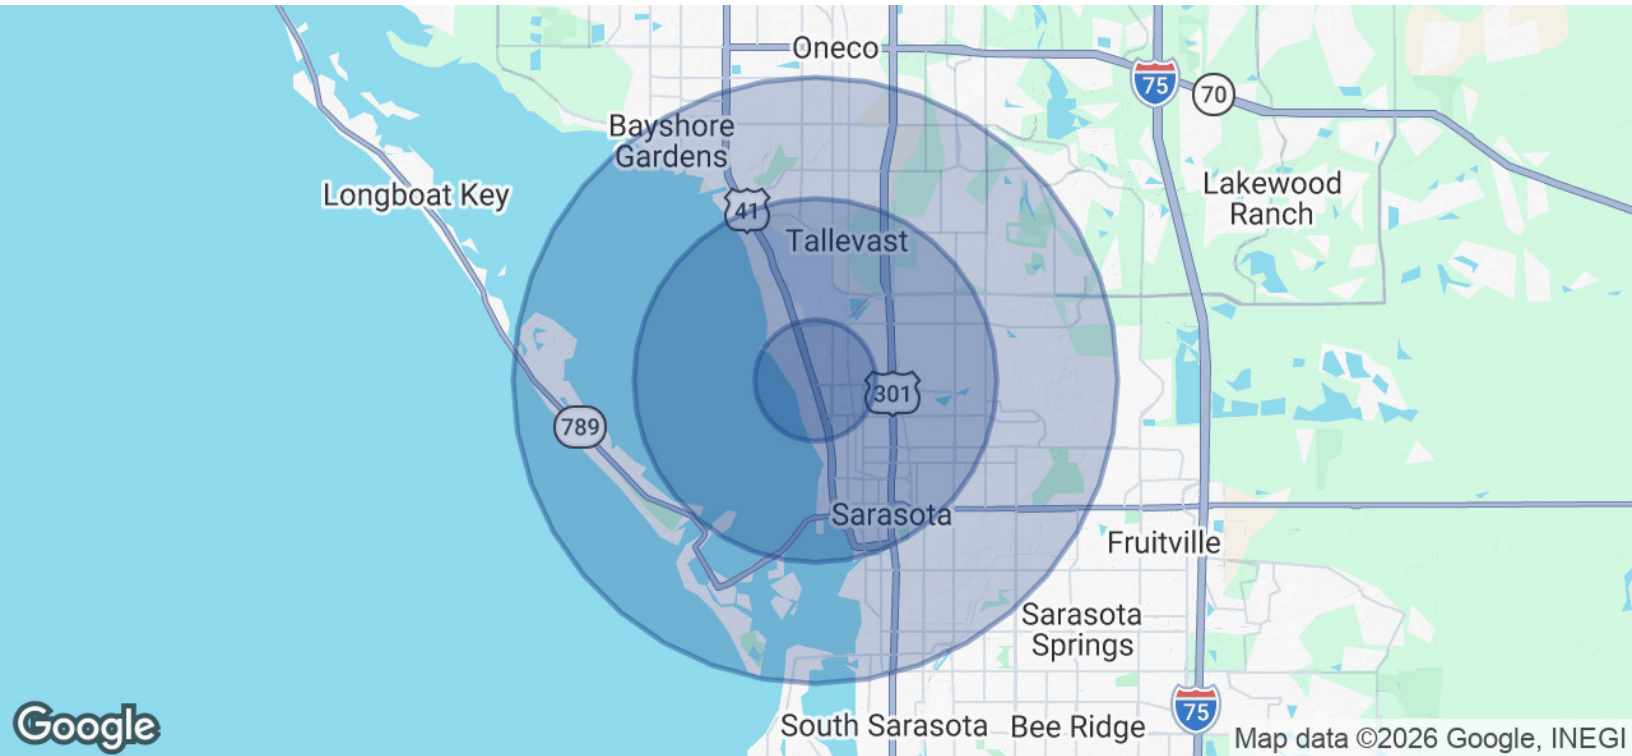 Oneco
75
70
Bayshore
Gardens
Longboat Key
Lakewood
Ranch
41
Tallevast
301
789
Sarasota
Fruitville
Sarasota
Springs
75
South Sarasota
Bee Ridge
Google
Map data ©2026 Google, INEGI